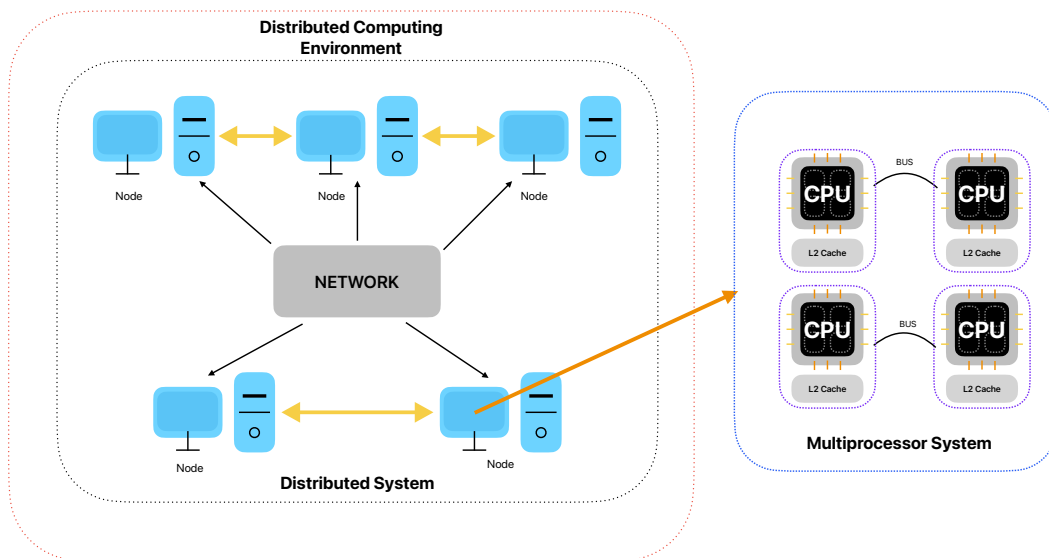 Distributed Computing
Environment
Node
Node
Node
NETWORK
Node
Node
Distributed System
BUS
CPU
CPU
L2 Cache
L2 Cache
BUS
CPU
CPU
L2 Cache
L2 Cache
Multiprocessor System